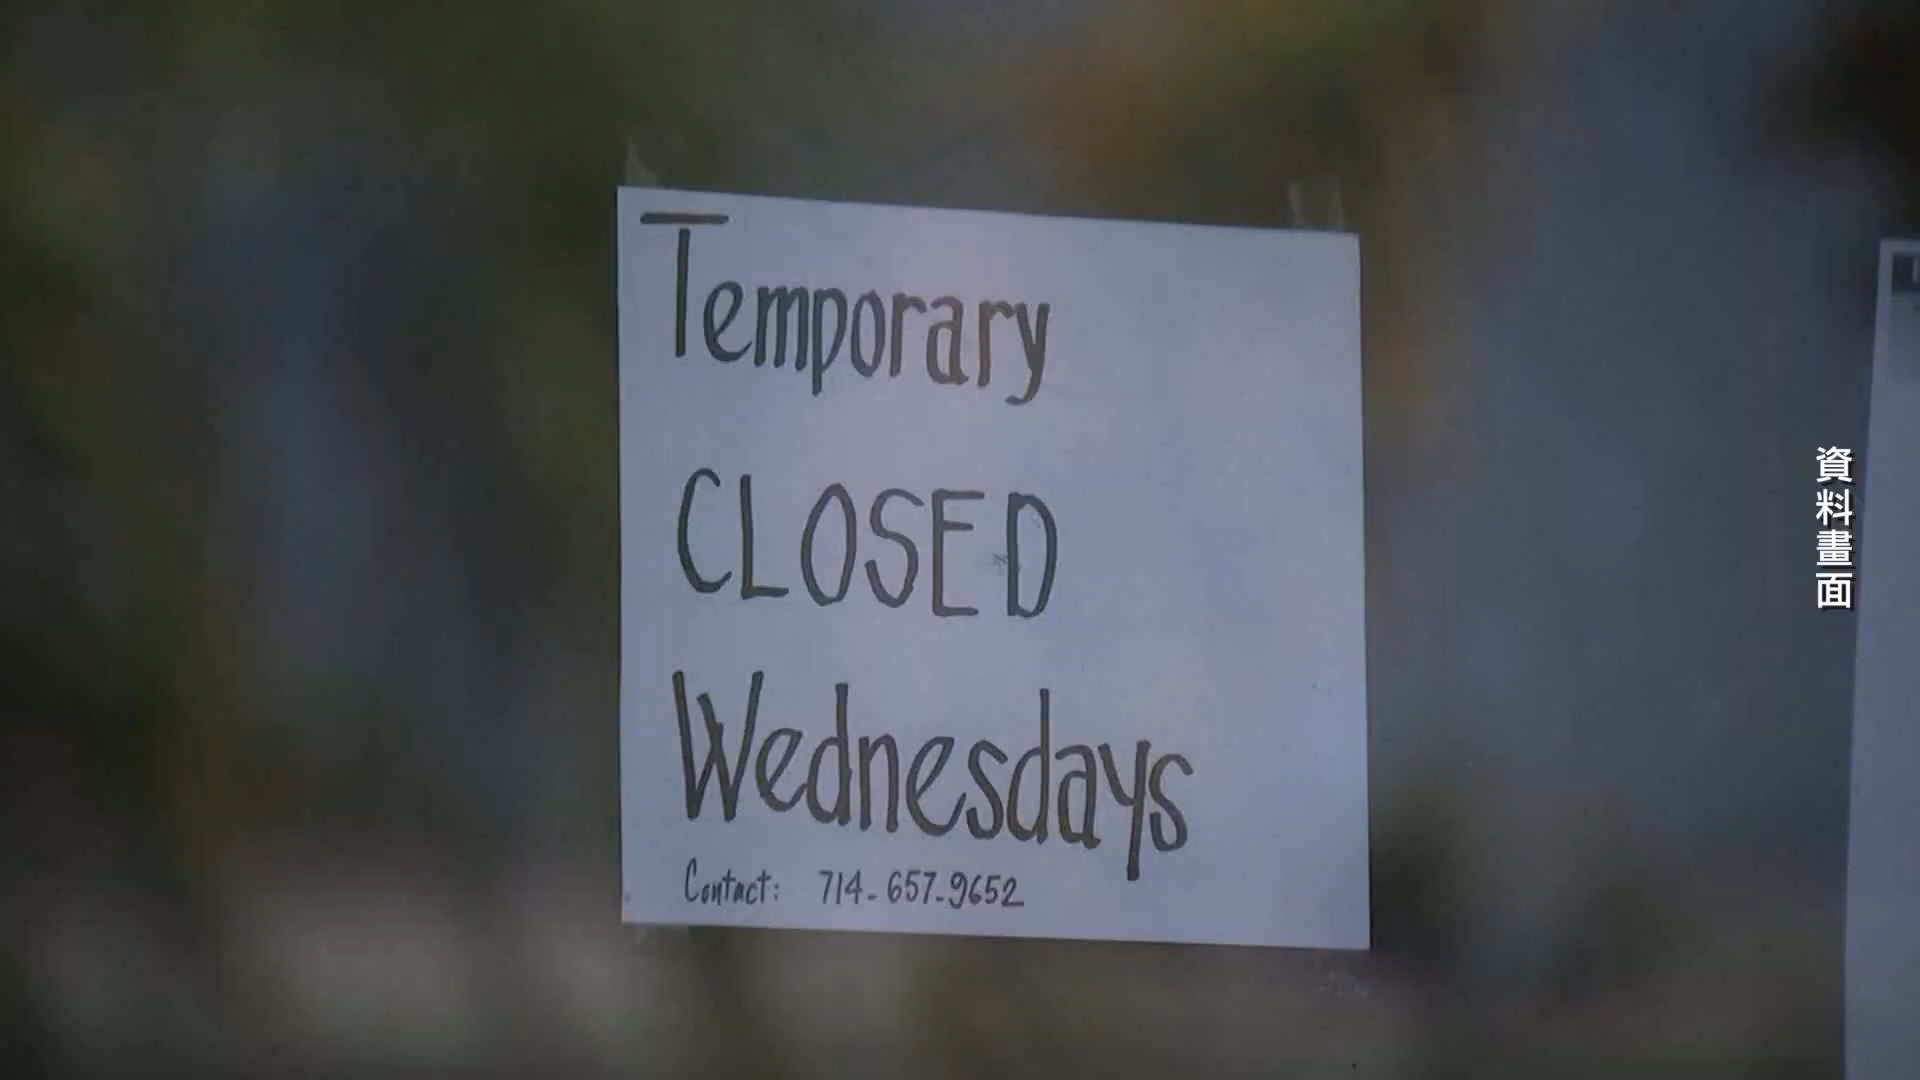 Temporary
CLOSED
Wednesdays
Contact: 714-657-9652
資料畫面